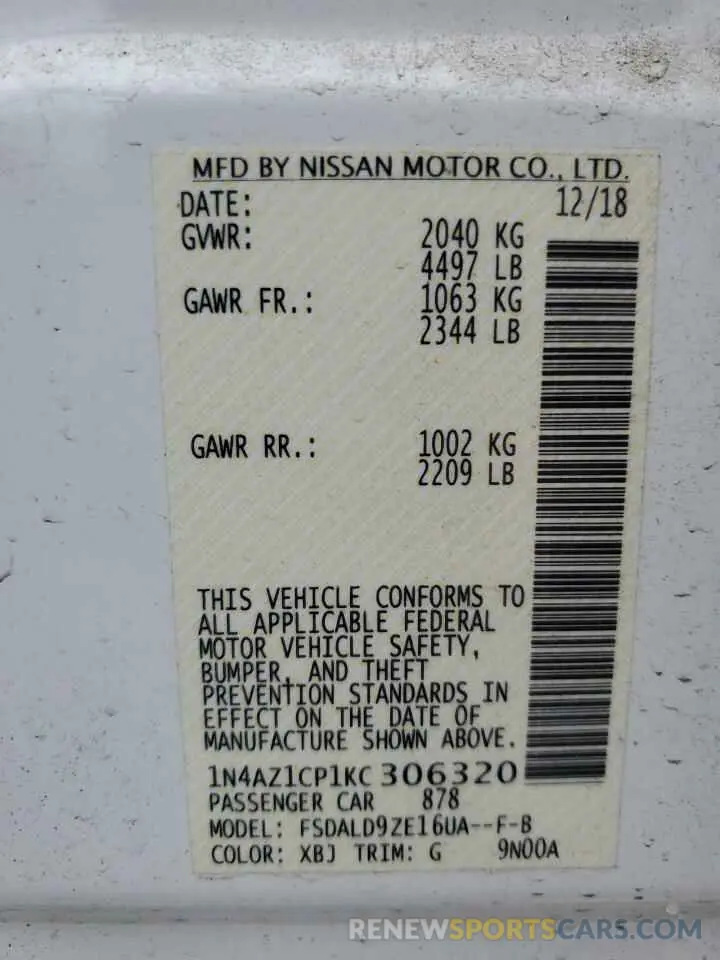 MFD BY NISSAN MOTOR CO., LTD.
DATE: 12/18
GVWR: 2040 KG
4497 LB
GAWR FR.: 1063 KG
2344 LB
GAWR RR.: 1002 KG
2209 LB
THIS VEHICLE CONFORMS TO
ALL APPLICABLE FEDERAL
MOTOR VEHICLE SAFETY,
BUMPER, AND THEFT
PREVENTION STANDARDS IN
EFFECT ON THE DATE OF
MANUFACTURE SHOWN ABOVE.
1N4AZ1CP1KC306320
PASSENGER CAR 878
MODEL: FSDALD9ZE16UA--F-B
COLOR: XBJ TRIM: G 9N00A
RENEWSPORTSCARS.COM